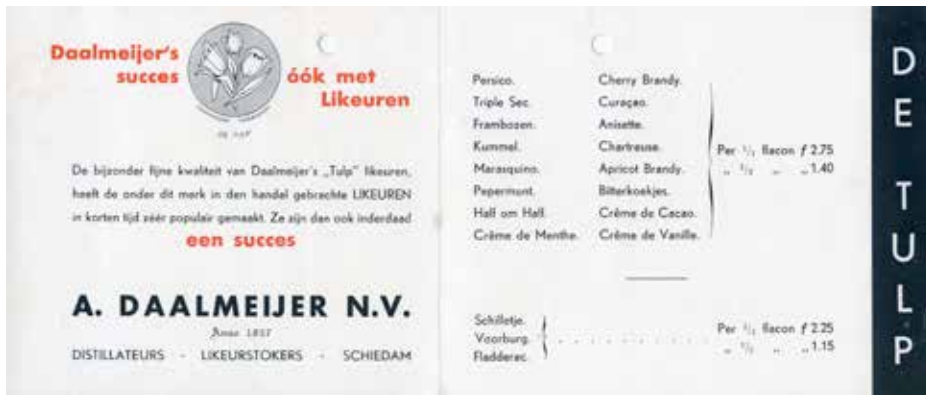 Daalmeijer's
succes óók met
Likeuren
De bijzonder fijne kwaliteit van Daalmeijer's „Tulp” likeuren,
heeft de onder dit merk in den handel gebrachte LIKEUREN
in korten tijd zéér populair gemaakt. Ze zijn dan ook inderdaad
een succes
A. DAALMEIJER N.V.
Anno 1857
DISTILLATEURS - LIKEURSTOKERS - SCHIEDAM
Persico. Cherry Brandy.
Triple Sec. Curaçao.
Frambozen. Anisette.
Kummel. Chartreuse. Per 1/1 flacon ƒ 2.75
Marasquino. Apricot Brandy. „ 1/2 „ „ 1.40
Pepermunt. Bitterkoekjes.
Half om Half. Crême de Cacao.
Crême de Menthe. Crême de Vanille.
Schilletje. Per 1/1 flacon ƒ 2.25
Voorburg. . . . . . . . . . . „ 1/2 „ „ 1.15
Fladderac.
DE TULP